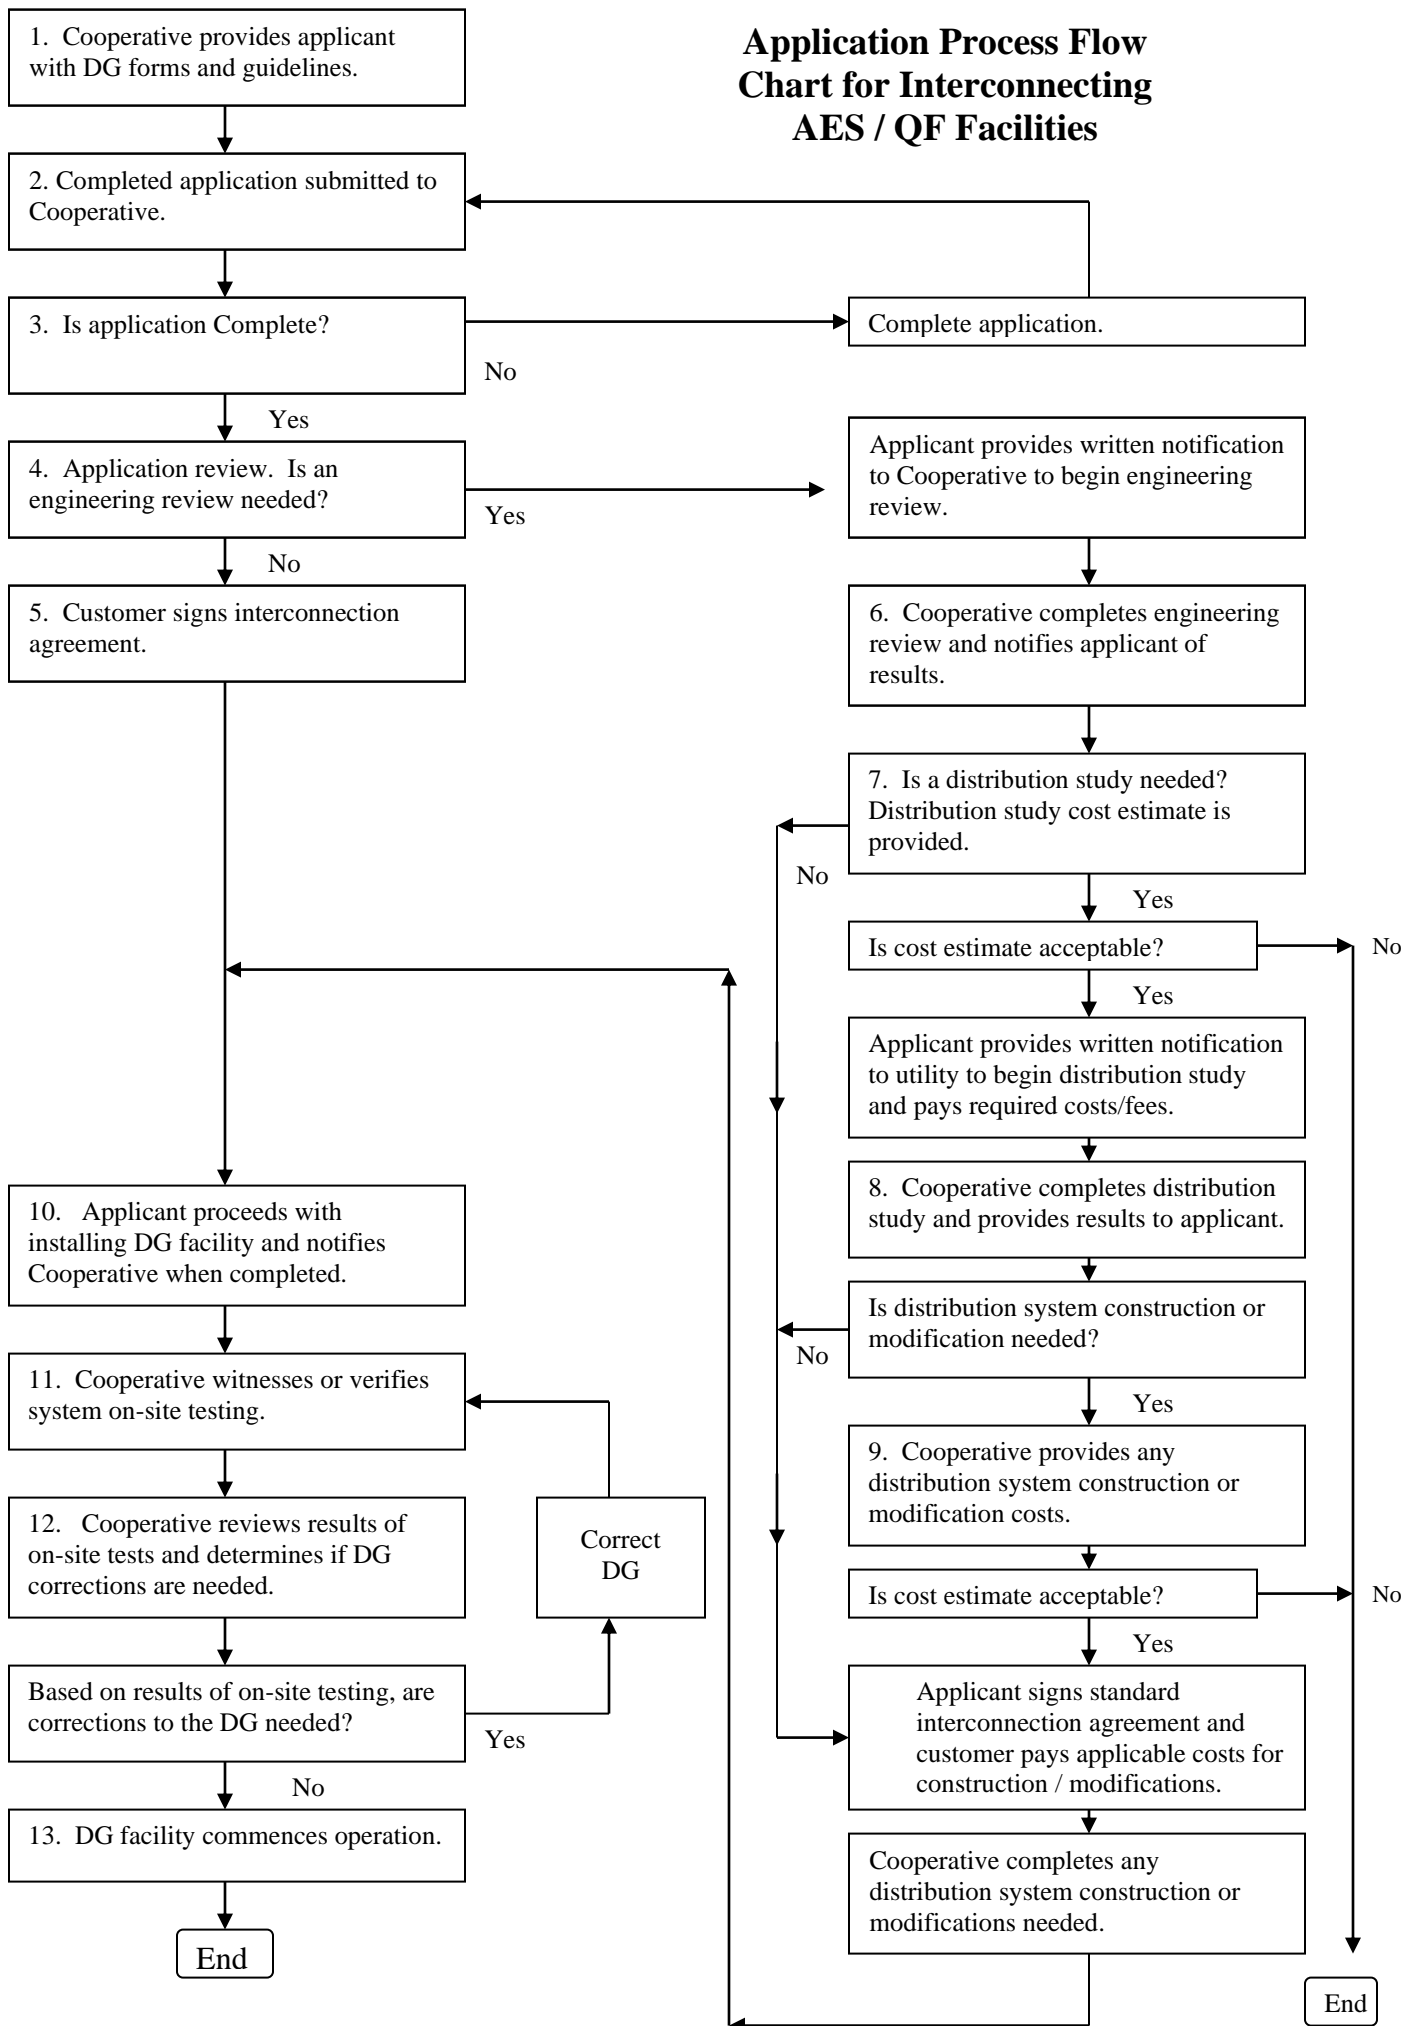 Application Process Flow
Chart for Interconnecting
AES / QF Facilities
1.  Cooperative provides applicant
with DG forms and guidelines.
2. Completed application submitted to
Cooperative.
3.  Is application Complete?
No
Complete application.
Yes
4.  Application review.  Is an
engineering review needed?
Yes
Applicant provides written notification
to Cooperative to begin engineering
review.
No
5.  Customer signs interconnection
agreement.
6.  Cooperative completes engineering
review and notifies applicant of
results.
7.  Is a distribution study needed?
Distribution study cost estimate is
provided.
No
Yes
Is cost estimate acceptable?
No
Yes
Applicant provides written notification
to utility to begin distribution study
and pays required costs/fees.
8.  Cooperative completes distribution
study and provides results to applicant.
Is distribution system construction or
modification needed?
No
Yes
9.  Cooperative provides any
distribution system construction or
modification costs.
Is cost estimate acceptable?
No
Yes
Applicant signs standard
interconnection agreement and
customer pays applicable costs for
construction / modifications.
Cooperative completes any
distribution system construction or
modifications needed.
End
10.   Applicant proceeds with
installing DG facility and notifies
Cooperative when completed.
11.  Cooperative witnesses or verifies
system on-site testing.
12.   Cooperative reviews results of
on-site tests and determines if DG
corrections are needed.
Correct
DG
Based on results of on-site testing, are
corrections to the DG needed?
Yes
No
13.  DG facility commences operation.
End